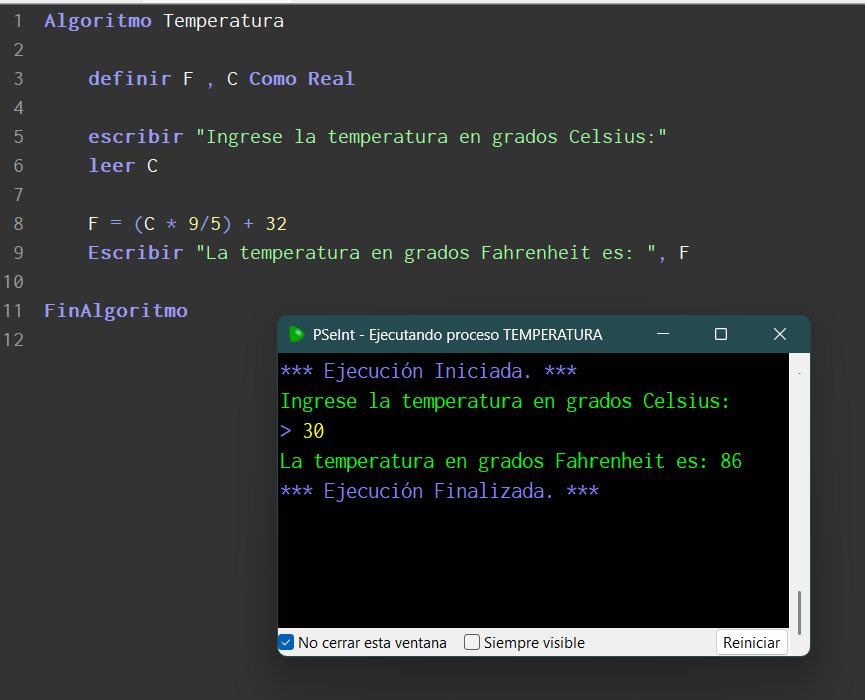 1 Algoritmo Temperatura
2
3 definir F , C Como Real
4
5 escribir "Ingrese la temperatura en grados Celsius:"
6 leer C
7
8 F = (C * 9/5) + 32
9 Escribir "La temperatura en grados Fahrenheit es: ", F
10
11 FinAlgoritmo
12
PSeInt - Ejecutando proceso TEMPERATURA
*** Ejecución Iniciada. ***
Ingrese la temperatura en grados Celsius:
> 30
La temperatura en grados Fahrenheit es: 86
*** Ejecución Finalizada. ***
No cerrar esta ventana Siempre visible Reiniciar